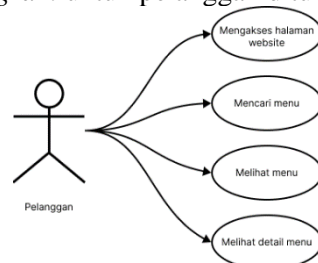 Mengakses halaman
website
Mencari menu
Melihat menu
Pelanggan
Melihat detail menu